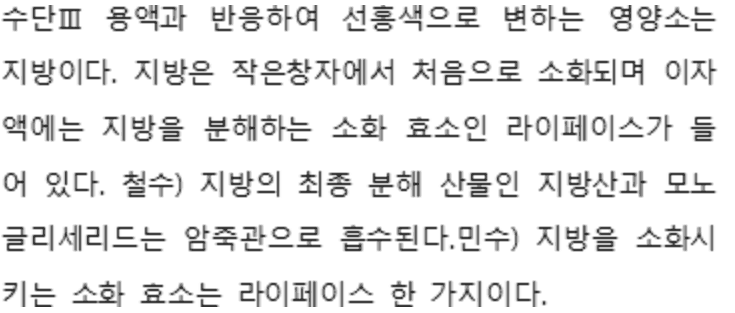 수단Ⅲ 용액과 반응하여 선홍색으로 변하는 영양소는
지방이다. 지방은 작은창자에서 처음으로 소화되며 이자
액에는 지방을 분해하는 소화 효소인 라이페이스가 들
어 있다. 철수) 지방의 최종 분해 산물인 지방산과 모노
글리세리드는 암죽관으로 흡수된다.민수) 지방을 소화시
키는 소화 효소는 라이페이스 한 가지이다.